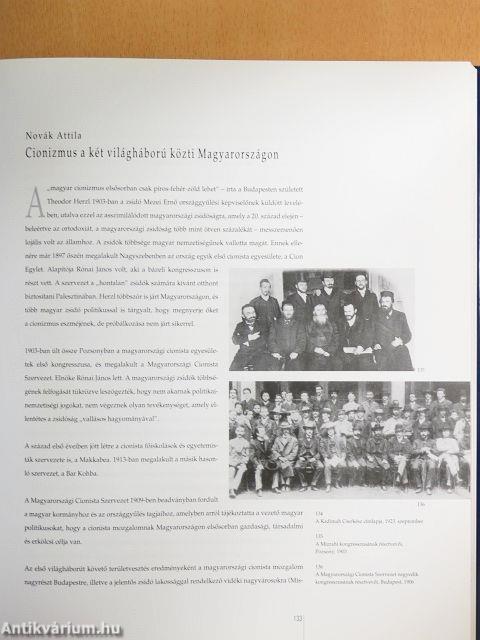 Novák Attila
Cionizmus a két világháború közti Magyarországon
A „magyar cionizmus elsősorban csak piros-fehér-zöld lehet" – írta a Budapesten született
Theodor Herzl 1903-ban a zsidó Mezei Ernő országgyűlési képviselőnek küldött levelé-
ben, utalva ezzel az asszimilálódott magyarországi zsidóságra, amely a 20. század elején –
beleértve az ortodoxiát, a magyarországi zsidóság több mint ötven százalékát – messzemenően
lojális volt az államhoz. A zsidók többsége magyar nemzetiségűnek vallotta magát. Ennek elle-
nére már 1897 őszén megalakult Nagyszebenben az ország egyik első cionista egyesülete, a Cion
Egylet. Alapítója Rónai János volt, aki a bázeli kongresszuson is
részt vett. A szervezet a „hontalan" zsidók számára kívánt otthont
biztosítani Palesztinában. Herzl többször is járt Magyarországon, és
több magyar zsidó politikussal is tárgyalt, hogy megnyerje őket
a cionizmus eszméjének, de próbálkozása nem járt sikerrel.
1903-ban ült össze Pozsonyban a magyarországi cionista egyesüle-
tek első kongresszusa, és megalakult a Magyarországi Cionista
Szervezet. Elnöke Rónai János lett. A magyarországi zsidók többsé-
gének felfogását tükrözve leszögezték, hogy nem akarnak politikai-
nemzetiségi jogokat, nem végeznek olyan tevékenységet, amely el-
lentétes a zsidóság „vallásos hagyományával".
A század első éveiben jött létre a cionista főiskolások és egyetemis-
ták szervezete is, a Makkabea. 1913-ban megalakult a másik hason-
ló szervezet, a Bar Kohba.
A Magyarországi Cionista Szervezet 1909-ben beadványban fordult
a magyar kormányhoz és az országgyűlés tagjaihoz, amelyben arról tájékoztatta a vezető magyar
politikusokat, hogy a cionista mozgalomnak Magyarországon elsősorban gazdasági, társadalmi
és erkölcsi célja van.
Az első világháborút követő területvesztés eredményeként a magyarországi cionista mozgalom
nagyrészt Budapestre, illetve a jelentős zsidó lakossággal rendelkező vidéki nagyvárosokra (Mis-
135
136
134
A Kadimah Cserkész címlapja, 1923. szeptember
135
A Mizrahi kongresszusának résztvevői,
Pozsony, 1903
136
A Magyarországi Cionista Szervezet negyedik
kongresszusának résztvevői, Budapest, 1906
133
Antikvárium.hu